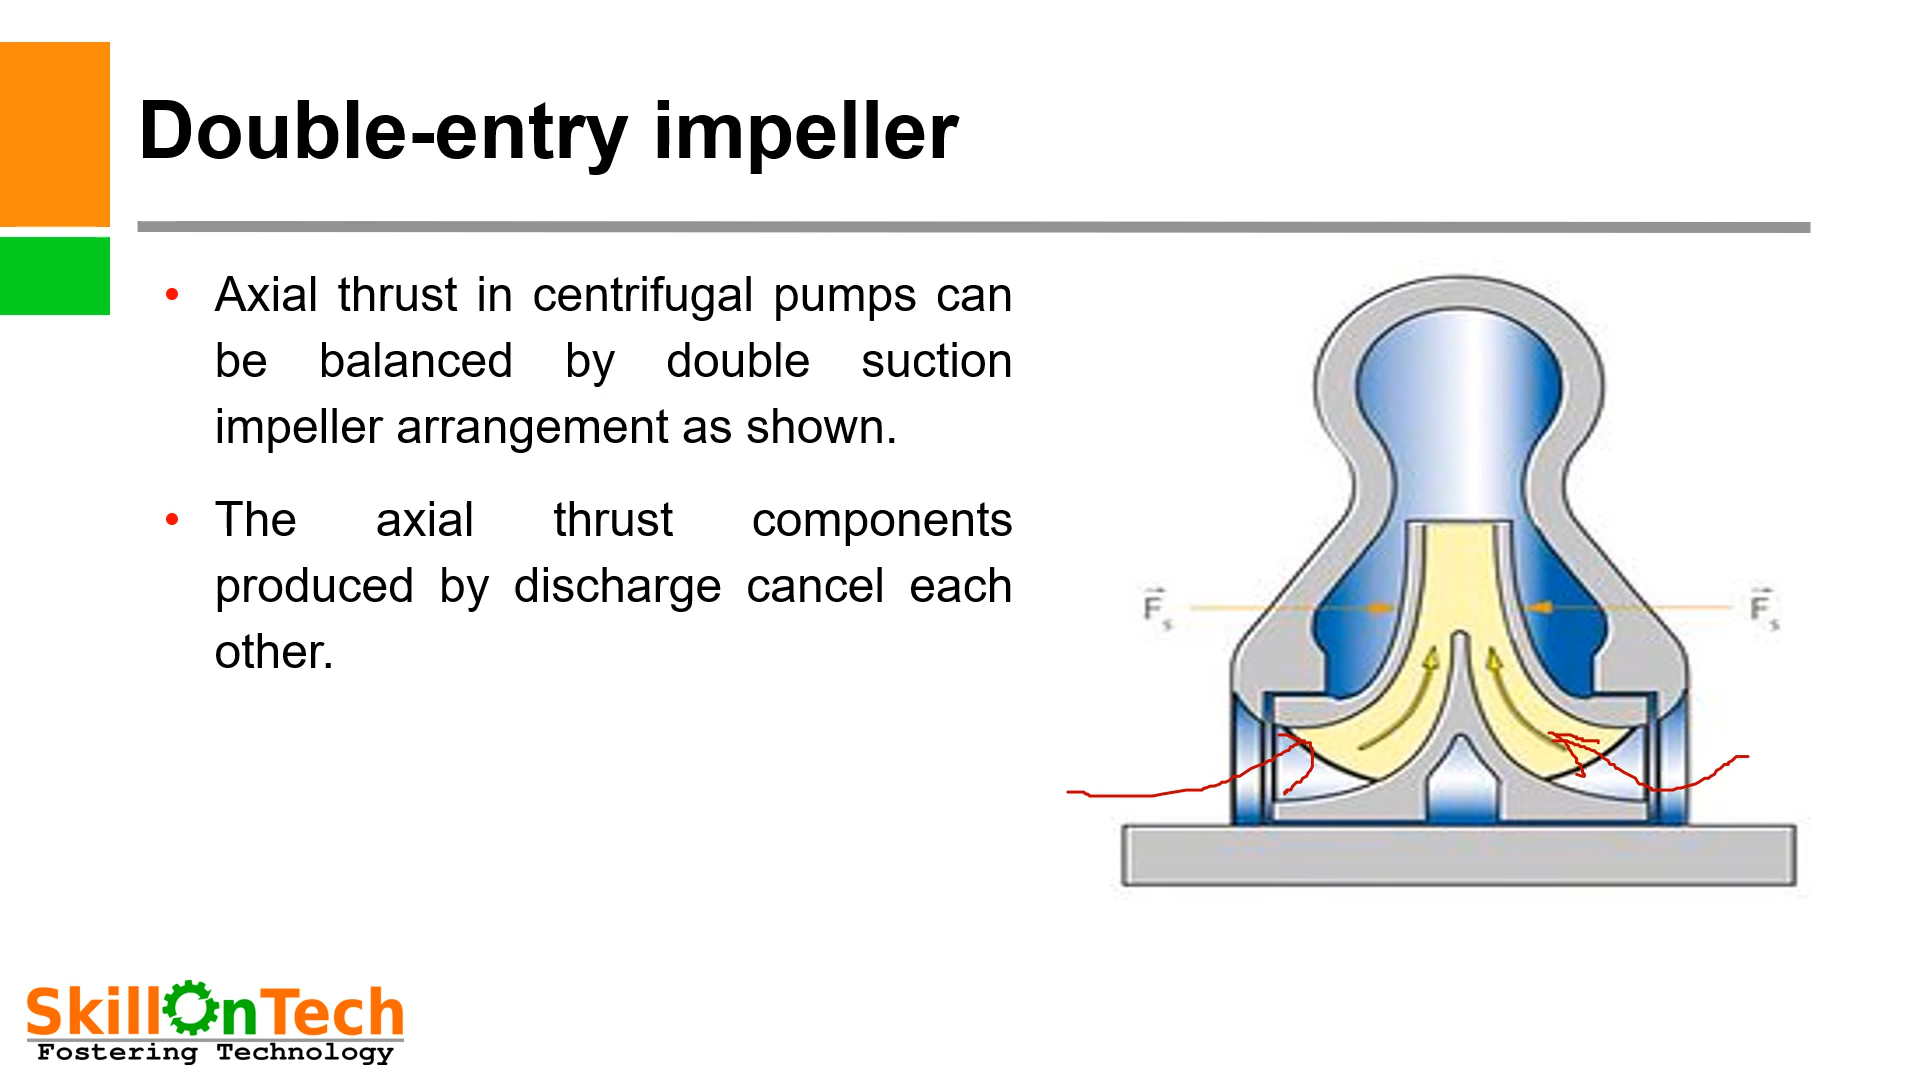 Double-entry impeller
• Axial thrust in centrifugal pumps can
be balanced by double suction
impeller arrangement as shown.
• The axial thrust components
produced by discharge cancel each
other.
F s
F s
SkillOnTech
Fostering Technology